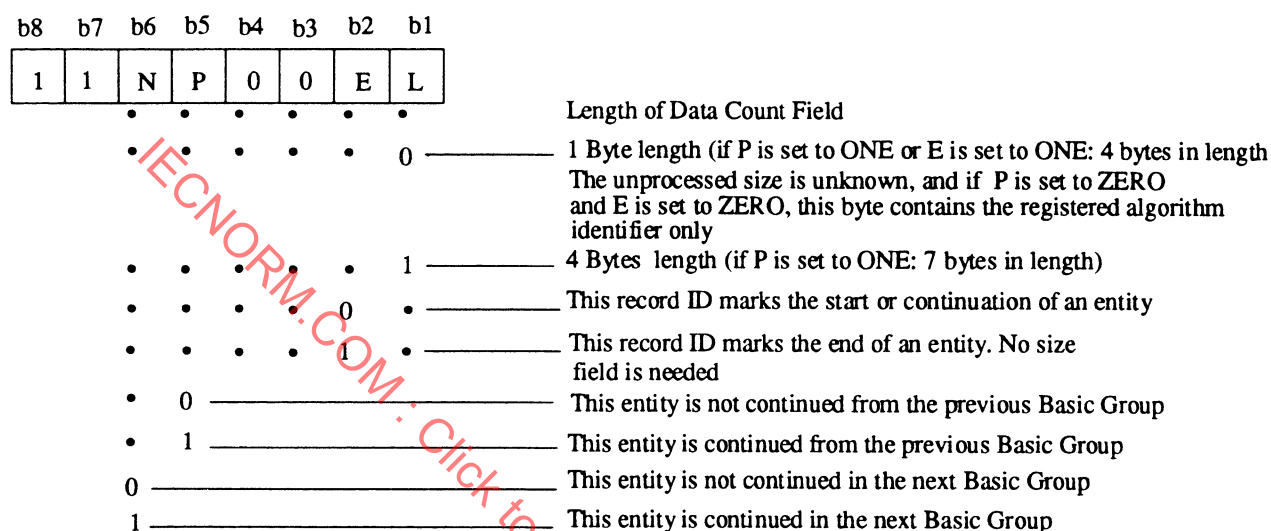 b8 b7 b6 b5 b4 b3 b2 b1
1 1 N P 0 0 E L
Length of Data Count Field
0 1 Byte length (if P is set to ONE or E is set to ONE: 4 bytes in length
The unprocessed size is unknown, and if P is set to ZERO
and E is set to ZERO, this byte contains the registered algorithm
identifier only
1 4 Bytes length (if P is set to ONE: 7 bytes in length)
0 This record ID marks the start or continuation of an entity
1 This record ID marks the end of an entity. No size
field is needed
0 This entity is not continued from the previous Basic Group
1 This entity is continued from the previous Basic Group
0 This entity is not continued in the next Basic Group
1 This entity is continued in the next Basic Group
IECNORM.COM : Click to